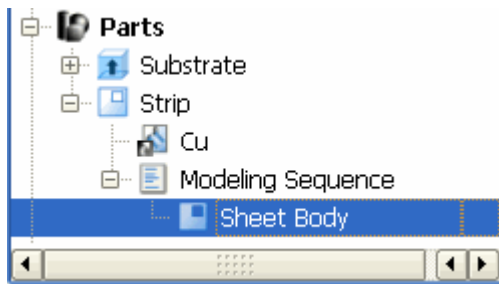 Parts
Substrate
Strip
Cu
Modeling Sequence
Sheet Body